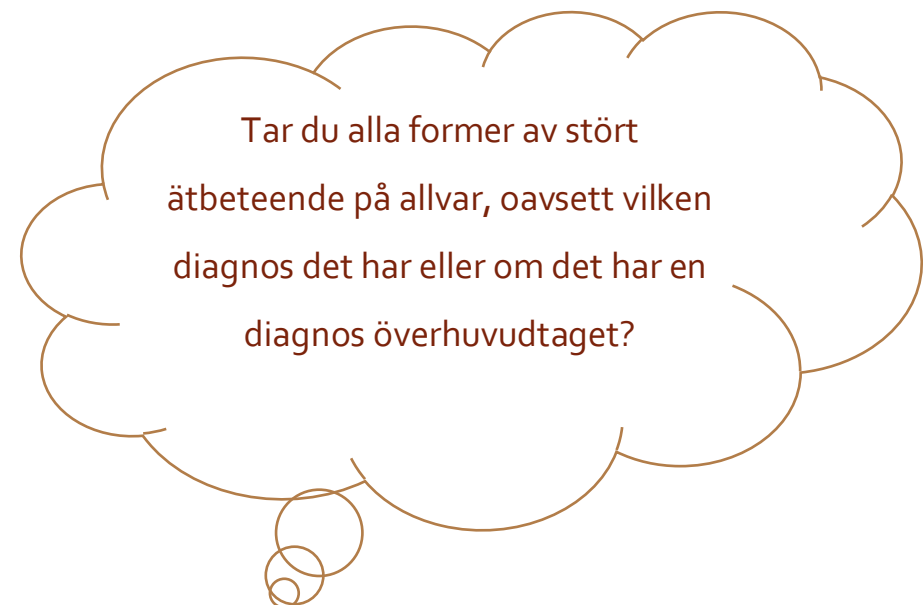 Tar du alla former av stört
ätbeteende på allvar, oavsett vilken
diagnos det har eller om det har en
diagnos överhuvudtaget?